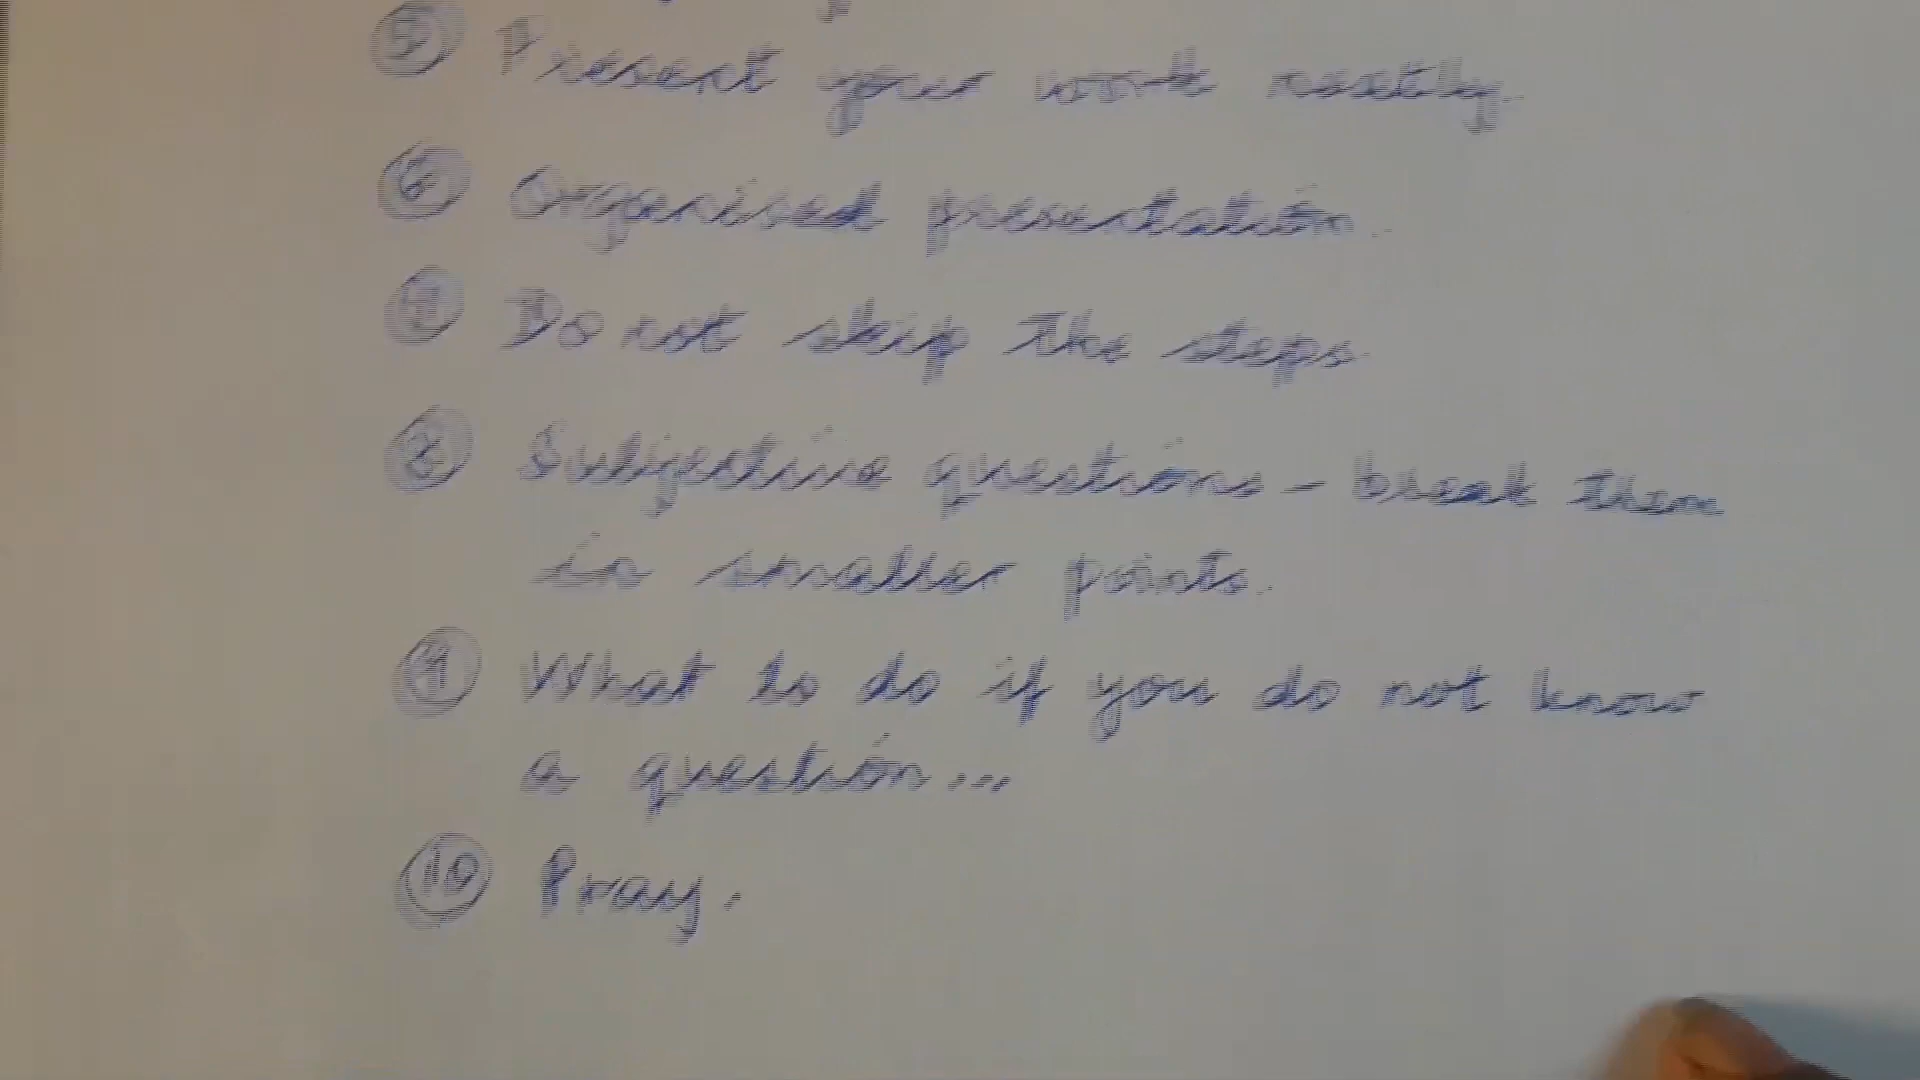 ⑤ Present your work neatly.
⑥ Organised presentation.
⑦ Do not skip the steps
⑧ Subjective questions - break them
in smaller points.
⑨ What to do if you do not know
a question...
⑩ Pray.